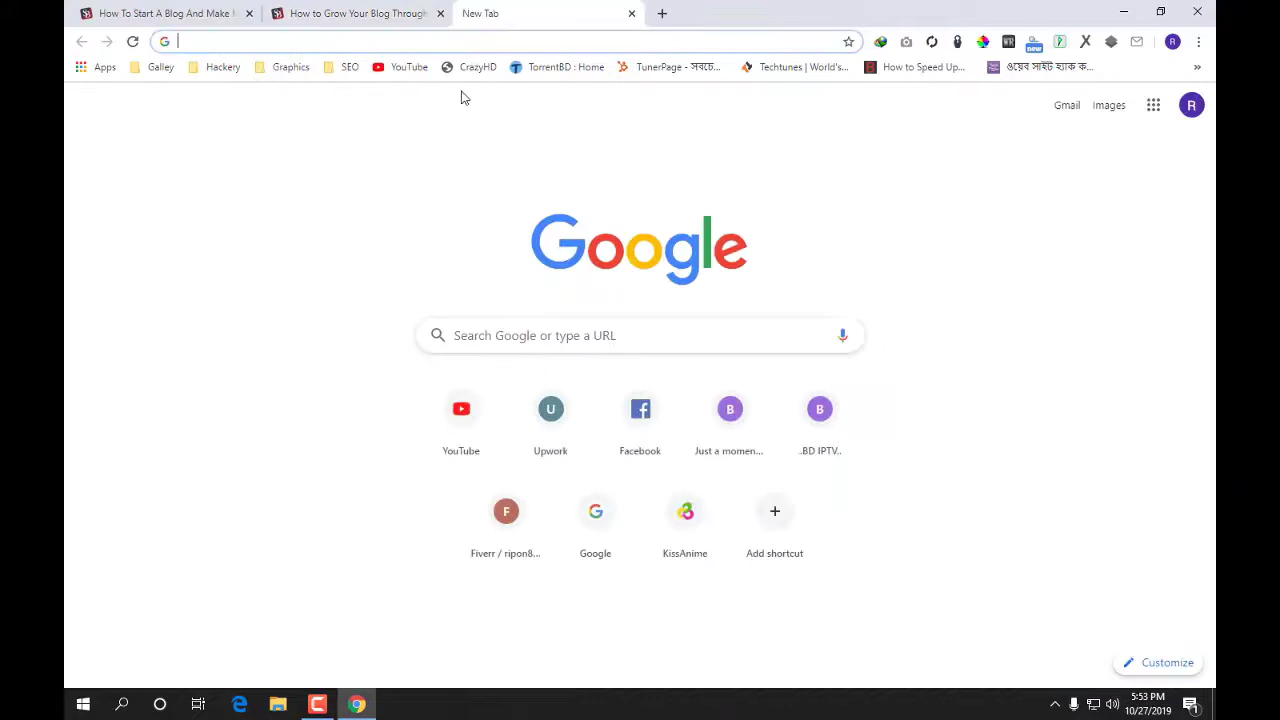 How To Start A Blog And Make
How to Grow Your Blog Through
New Tab
new
Apps
Galley
Hackery
Graphics
SEO
YouTube
CrazyHD
TorrentBD : Home
TunerPage - সবচে...
Techtunes | World's...
How to Speed Up...
ওয়েব সাইট হ্যাক ক...
»
Gmail
Images
R
Google
Search Google or type a URL
YouTube
Upwork
Facebook
Just a momen...
..BD IPTV..
Fiverr / ripon8...
Google
KissAnime
Add shortcut
Customize
5:53 PM
10/27/2019